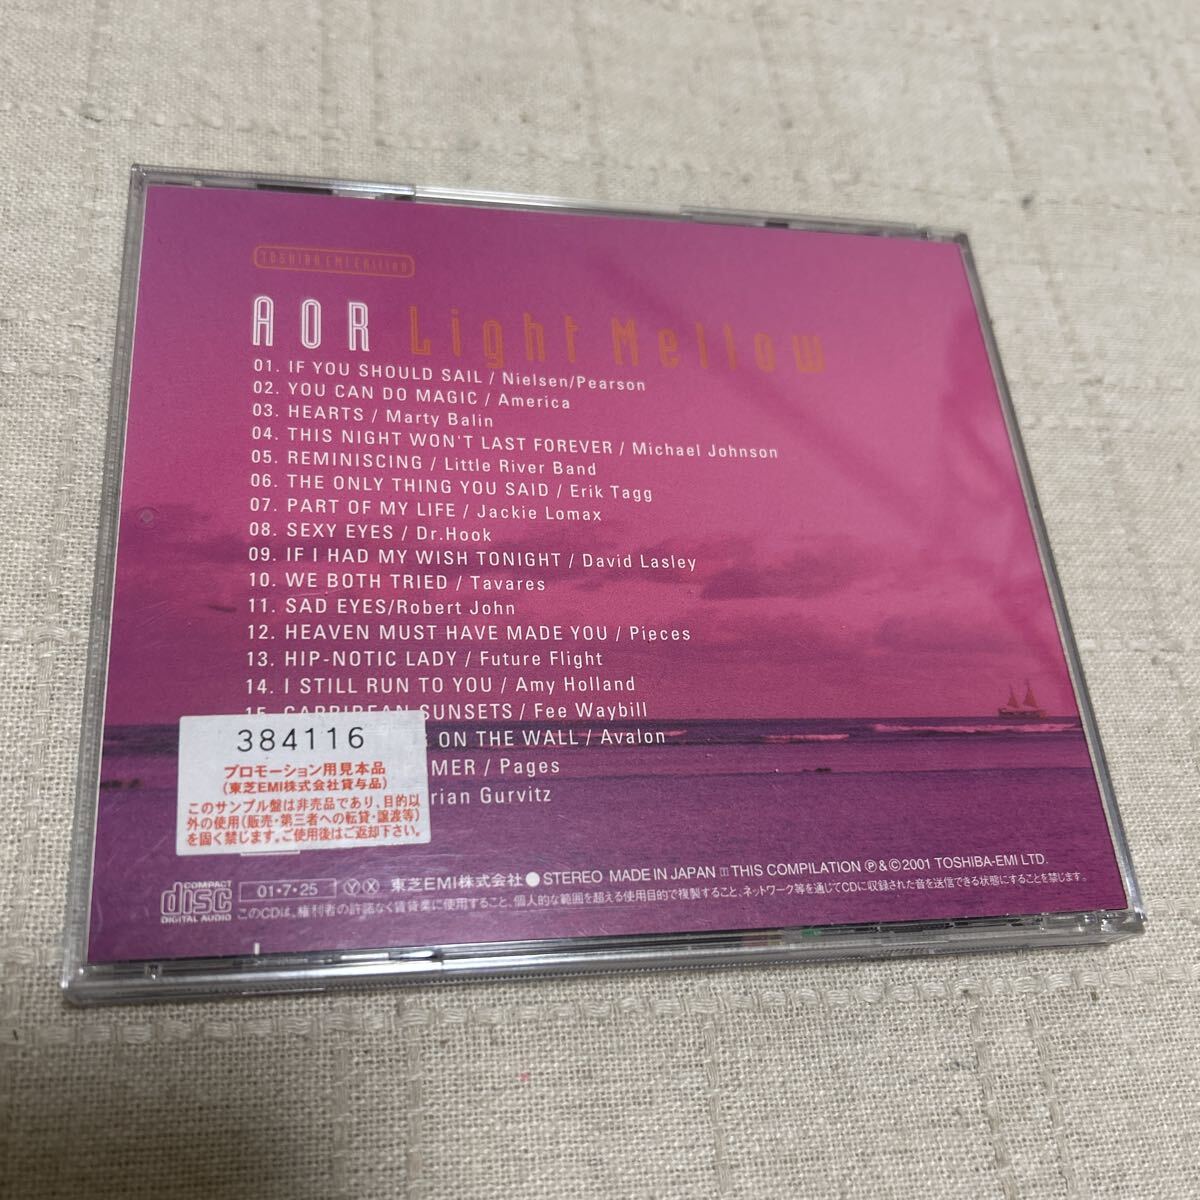 TOSHIBA EMI Edition
AOR Light Mellow
01. IF YOU SHOULD SAIL / Nielsen/Pearson
02. YOU CAN DO MAGIC / America
03. HEARTS / Marty Balin
04. THIS NIGHT WON'T LAST FOREVER / Michael Johnson
05. REMINISCING / Little River Band
06. THE ONLY THING YOU SAID / Erik Tagg
07. PART OF MY LIFE / Jackie Lomax
08. SEXY EYES / Dr.Hook
09. IF I HAD MY WISH TONIGHT / David Lasley
10. WE BOTH TRIED / Tavares
11. SAD EYES/Robert John
12. HEAVEN MUST HAVE MADE YOU / Pieces
13. HIP-NOTIC LADY / Future Flight
14. I STILL RUN TO YOU / Amy Holland
15. CARRIBEAN SUNSETS / Fee Waybill
ON THE WALL / Avalon
MER / Pages
rian Gurvitz
384116
プロモーション用見本品
(東芝EMI株式会社貸与品)
このサンプル盤は非売品であり、目的以
外の使用(販売・第三者への転貸・譲渡等)
を固く禁じます。ご使用後はご返却下さい。
COMPACT
disc
DIGITAL AUDIO
01・7・25 Ⓨ Ⓧ 東芝EMI株式会社●STEREO MADE IN JAPAN THIS COMPILATION Ⓟ&©2001 TOSHIBA-EMI LTD.
このCDは、権利者の許諾なく賃貸業に使用すること、個人的な範囲を超える使用目的で複製すること、ネットワーク等を通じてCDに収録された音を送信できる状態にすることを禁じます。